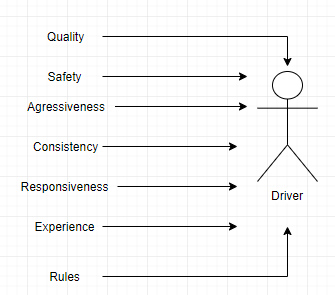 Quality
Safety
Agressiveness
Consistency
Responsiveness
Experience
Driver
Rules